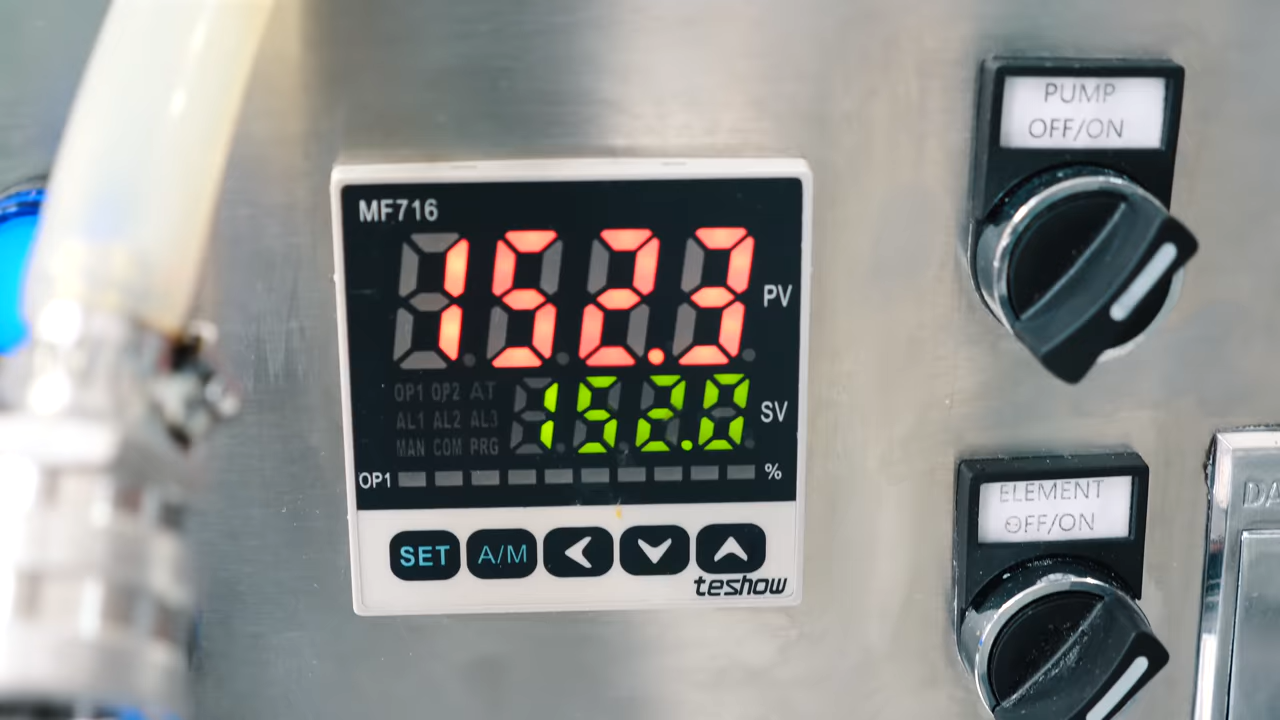 PUMP
OFF/ON
MF716
152.3 PV
OP1 OP2 AT
AL1 AL2 AL3
MAN COM PRG
152.0 SV
OP1 %
SET A/M
teshow
ELEMENT
OFF/ON